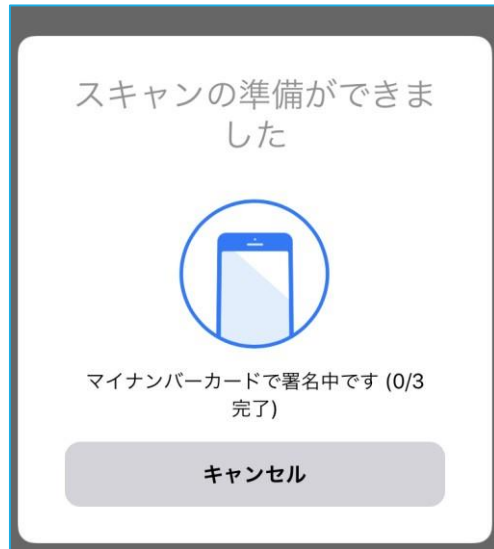 スキャンの準備ができま
した
マイナンバーカードで署名中です (0/3
完了)
キャンセル